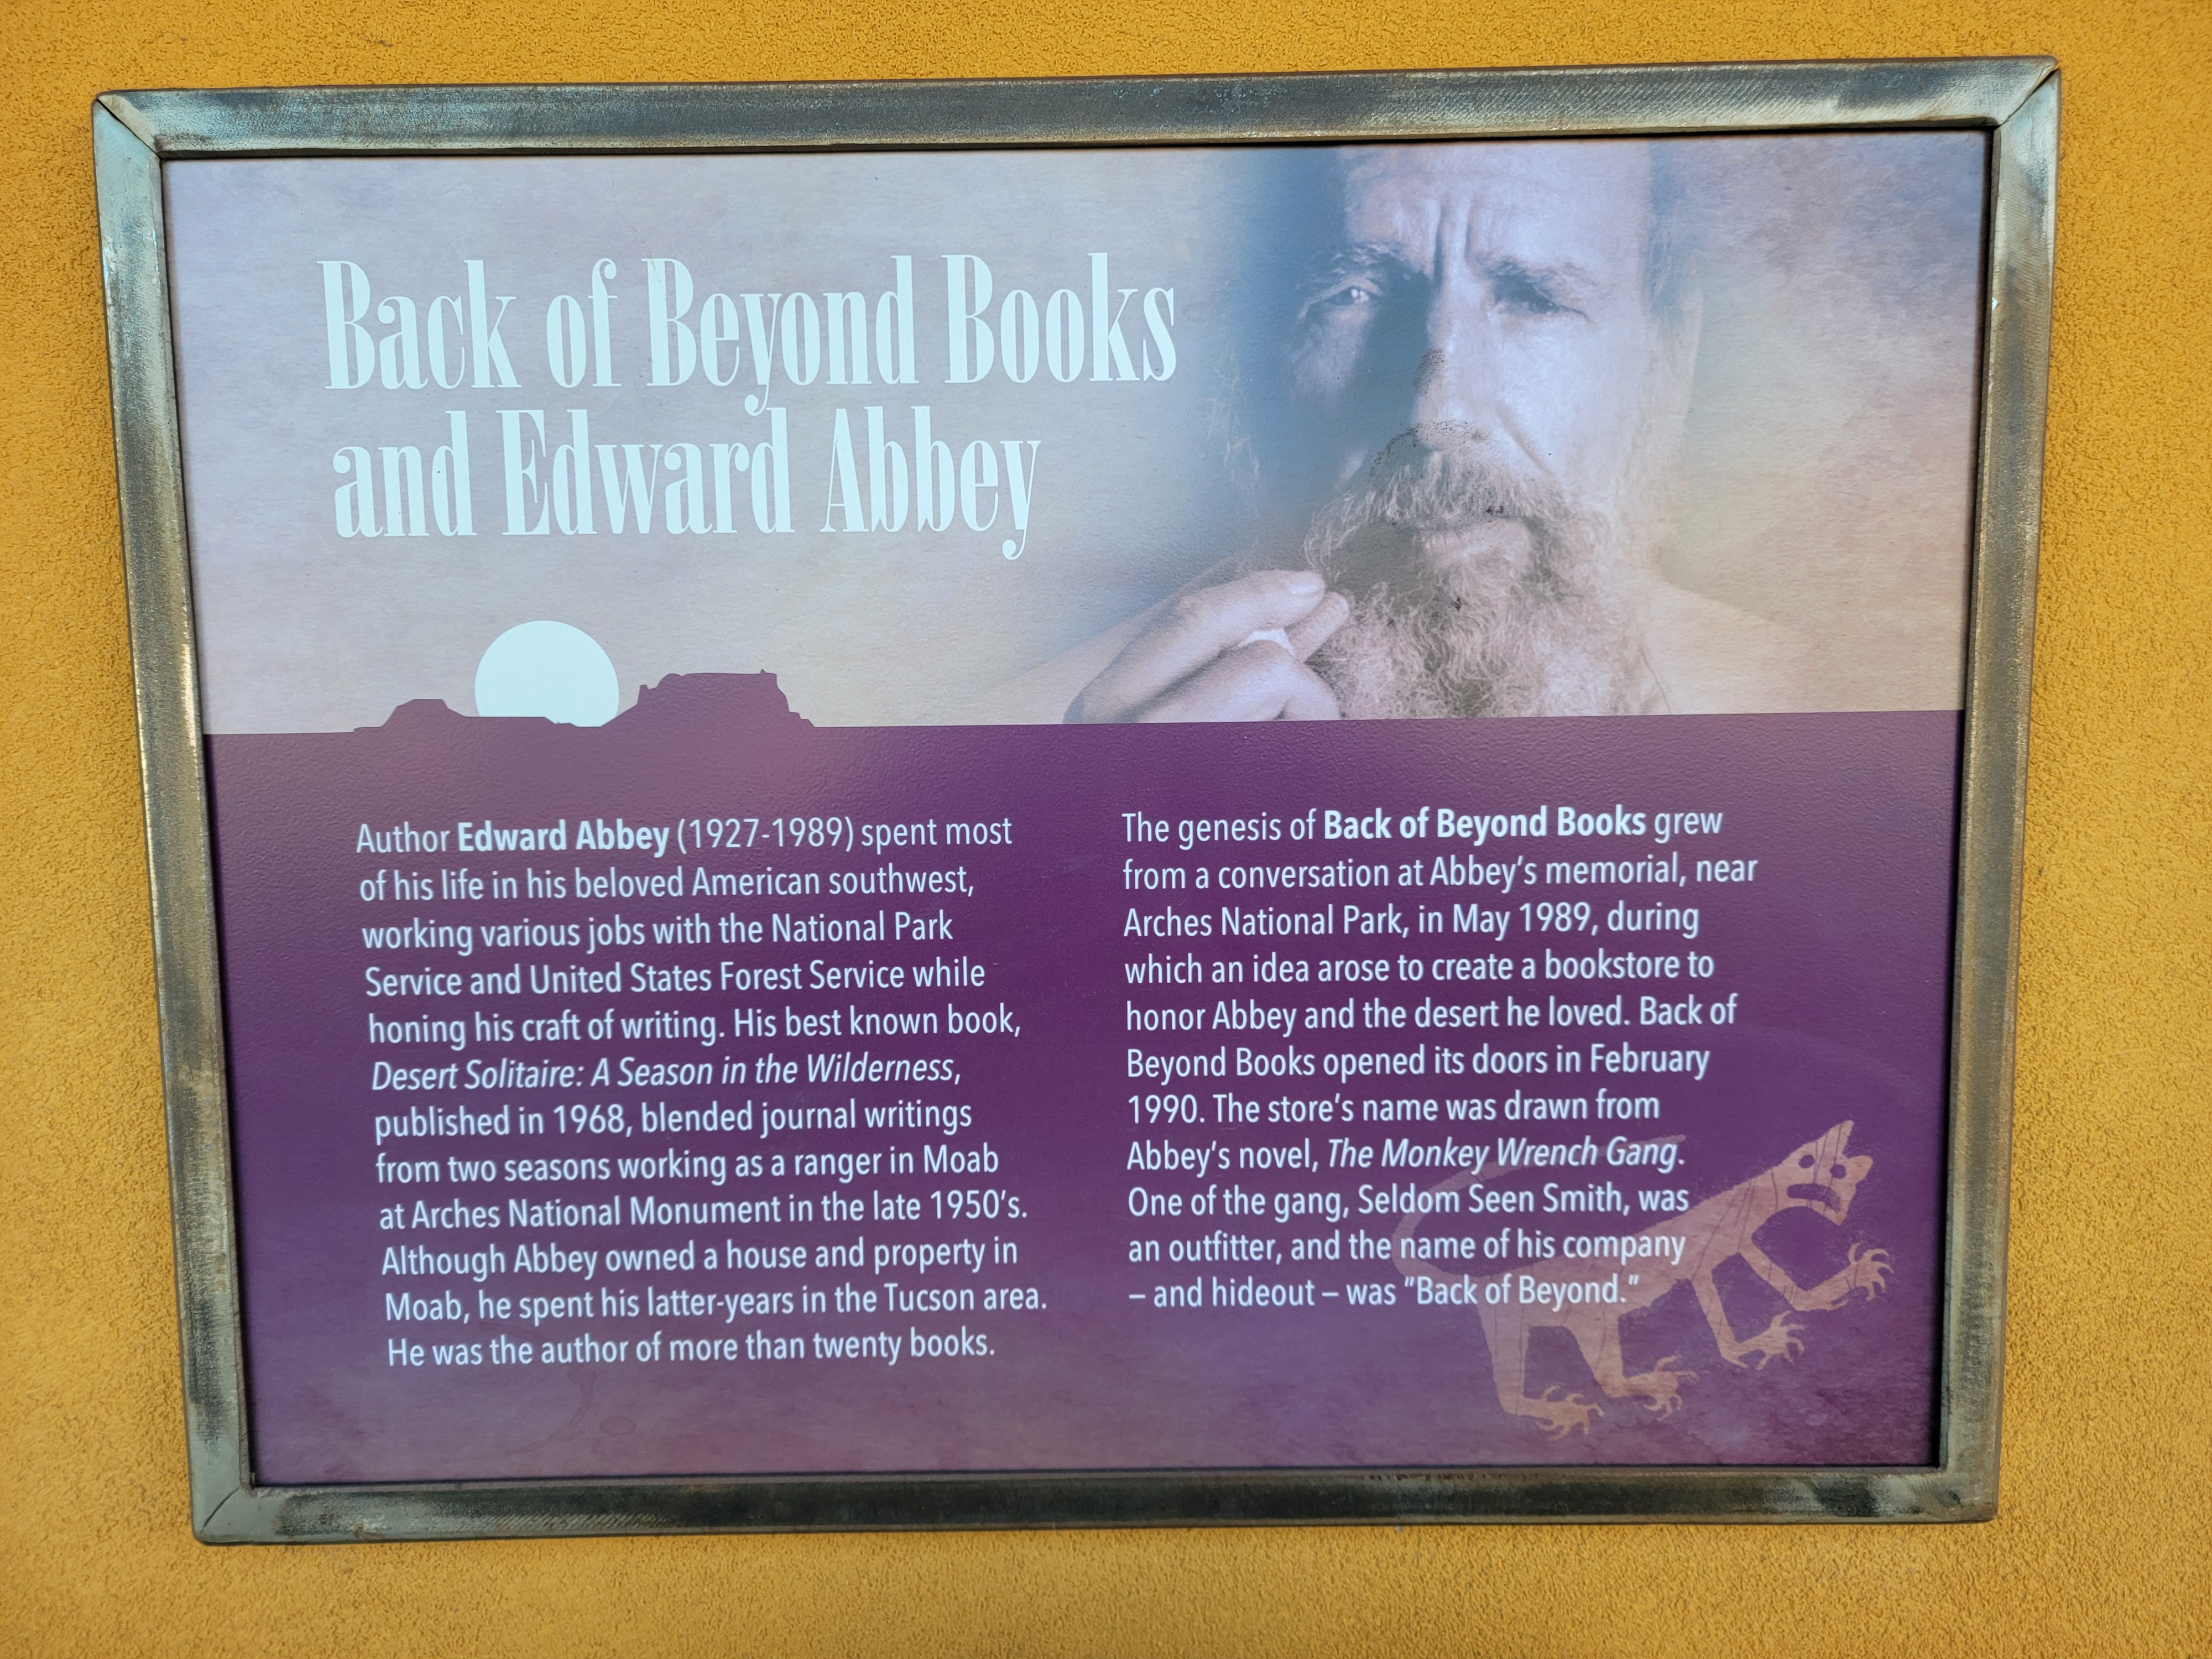 Back of Beyond Books
and Edward Abbey
Author Edward Abbey (1927-1989) spent most
of his life in his beloved American southwest,
working various jobs with the National Park
Service and United States Forest Service while
honing his craft of writing. His best known book,
Desert Solitaire: A Season in the Wilderness,
published in 1968, blended journal writings
from two seasons working as a ranger in Moab
at Arches National Monument in the late 1950's.
Although Abbey owned a house and property in
Moab, he spent his latter-years in the Tucson area.
He was the author of more than twenty books.
The genesis of Back of Beyond Books grew
from a conversation at Abbey's memorial, near
Arches National Park, in May 1989, during
which an idea arose to create a bookstore to
honor Abbey and the desert he loved. Back of
Beyond Books opened its doors in February
1990. The store's name was drawn from
Abbey's novel, The Monkey Wrench Gang.
One of the gang, Seldom Seen Smith, was
an outfitter, and the name of his company
– and hideout – was "Back of Beyond."